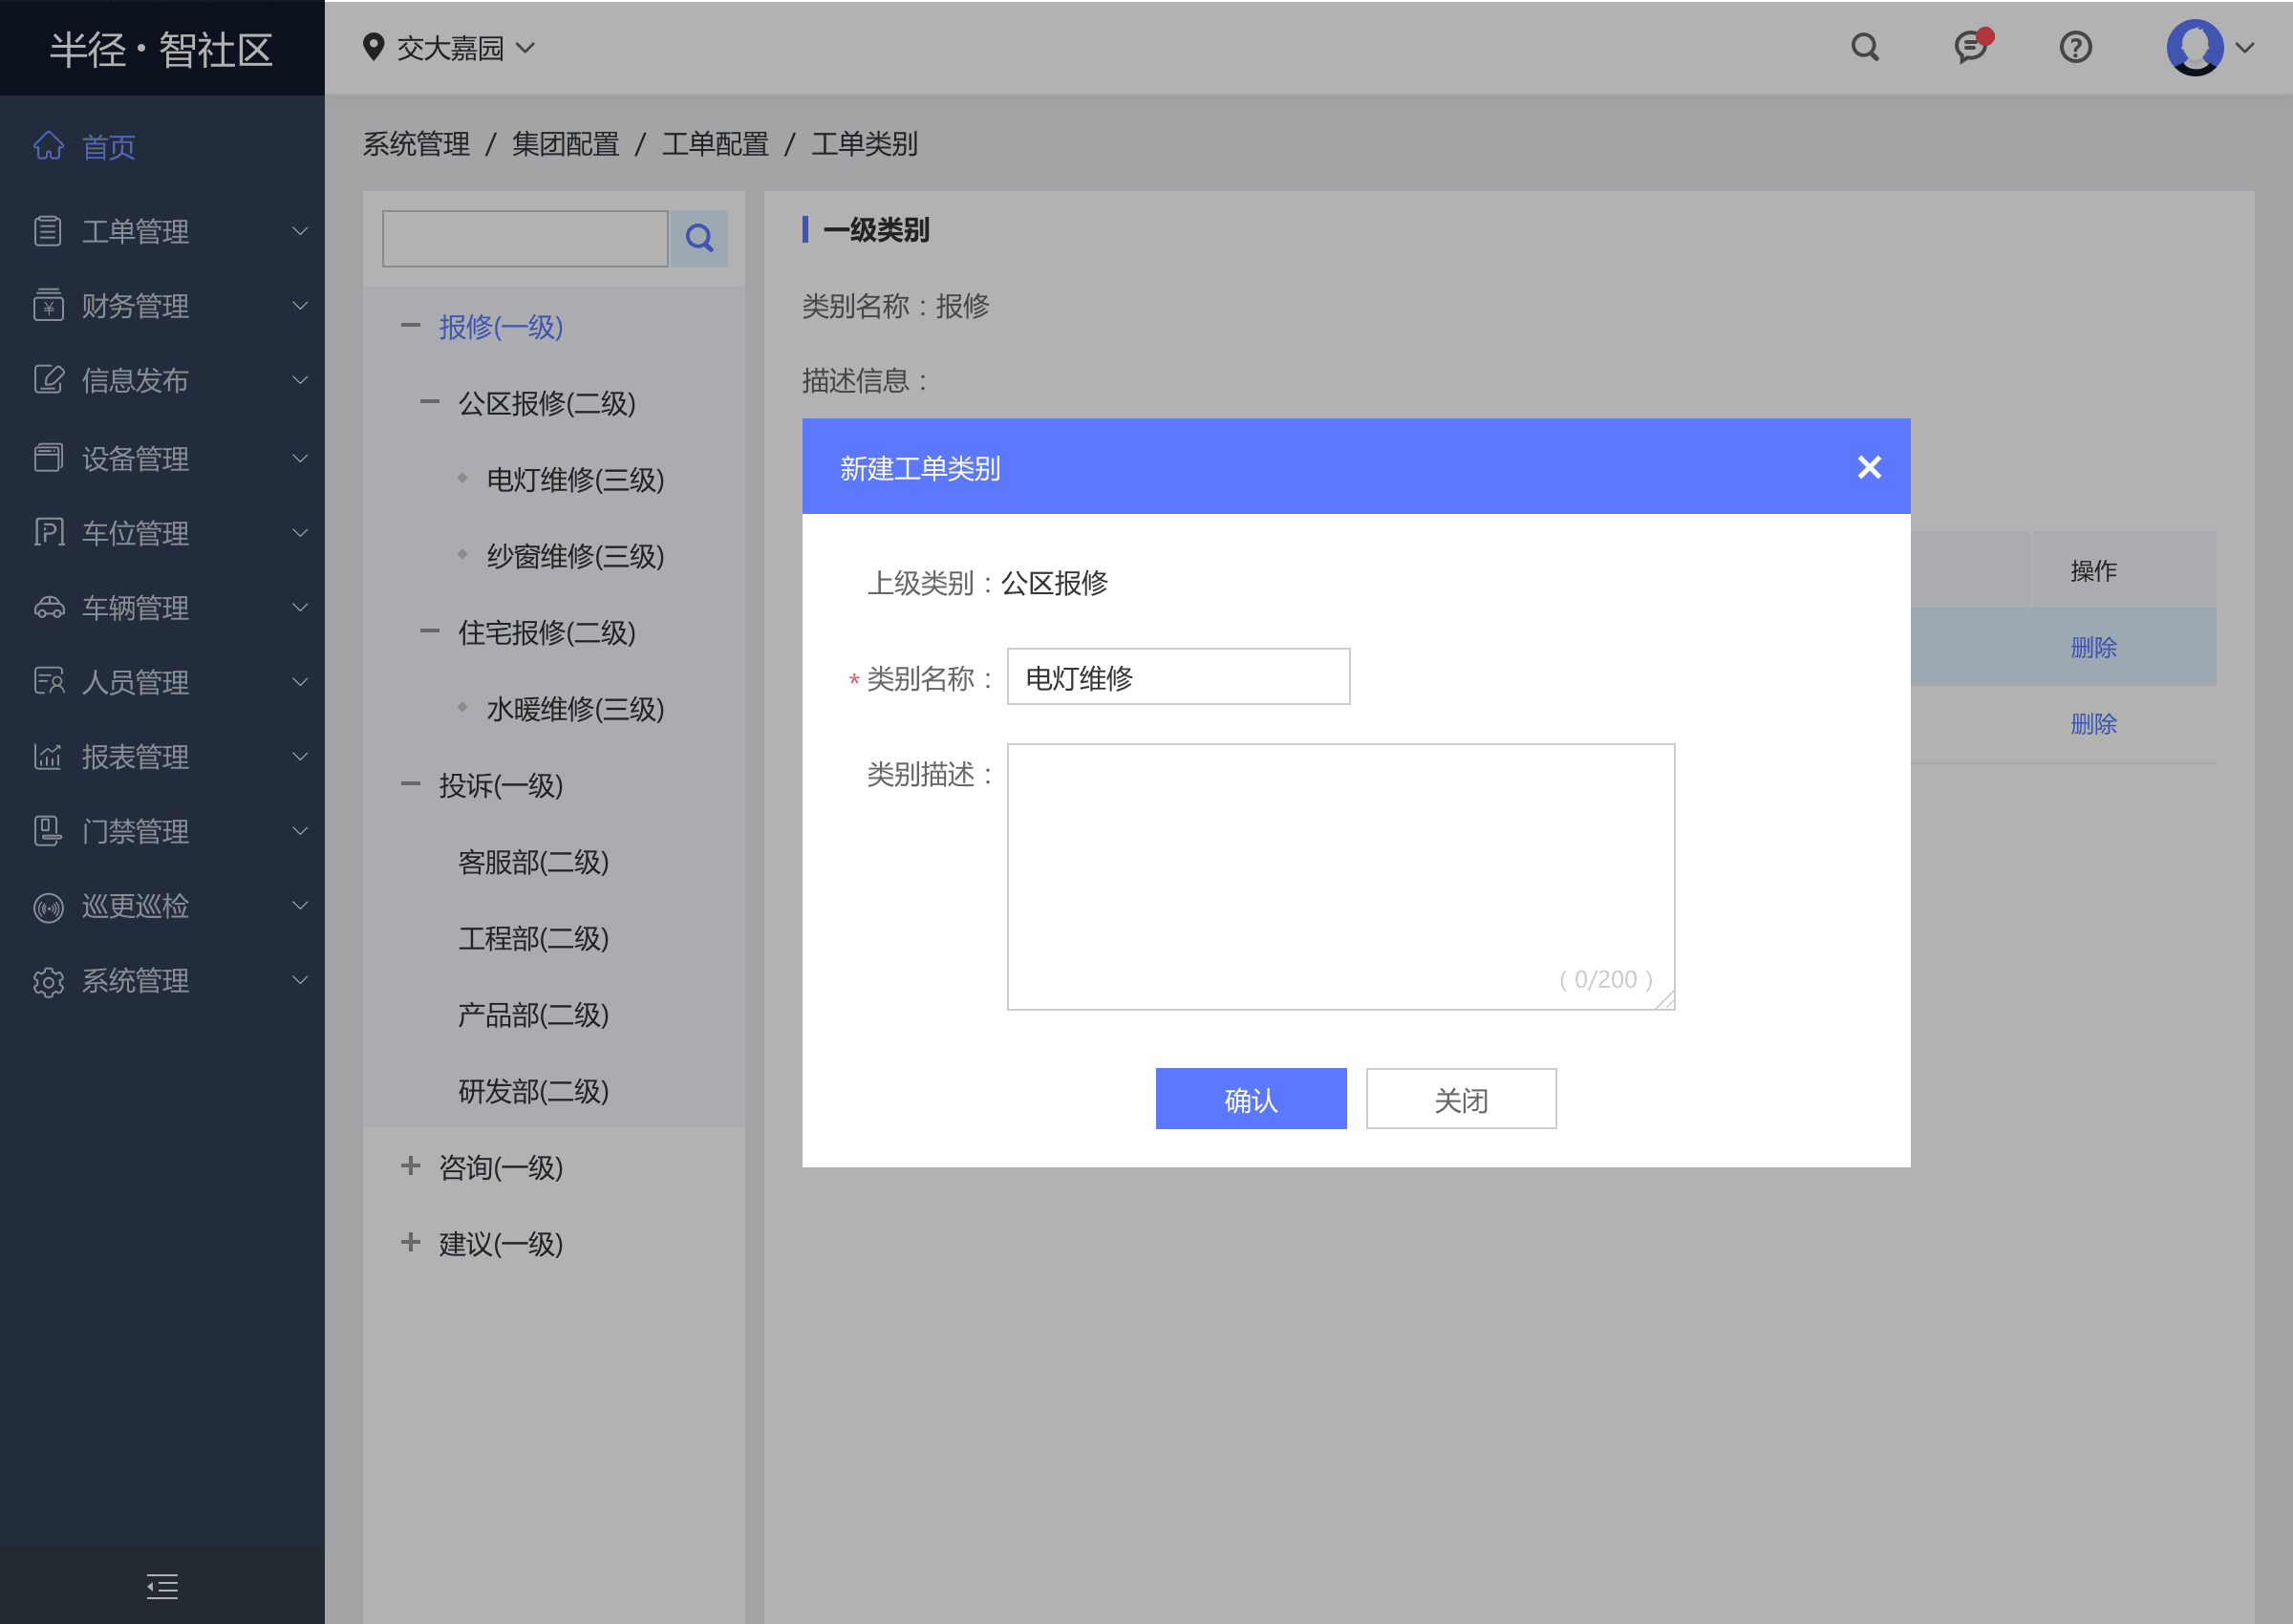 半径·智社区
交大嘉园
首页
工单管理
财务管理
信息发布
设备管理
车位管理
车辆管理
人员管理
报表管理
门禁管理
巡更巡检
系统管理
系统管理 / 集团配置 / 工单配置 / 工单类别
报修(一级)
公区报修(二级)
电灯维修(三级)
纱窗维修(三级)
住宅报修(二级)
水暖维修(三级)
投诉(一级)
客服部(二级)
工程部(二级)
产品部(二级)
研发部(二级)
咨询(一级)
建议(一级)
一级类别
类别名称：报修
描述信息：
操作
删除
删除
新建工单类别
上级类别：公区报修
* 类别名称： 电灯维修
类别描述：
( 0/200 )
确认 关闭